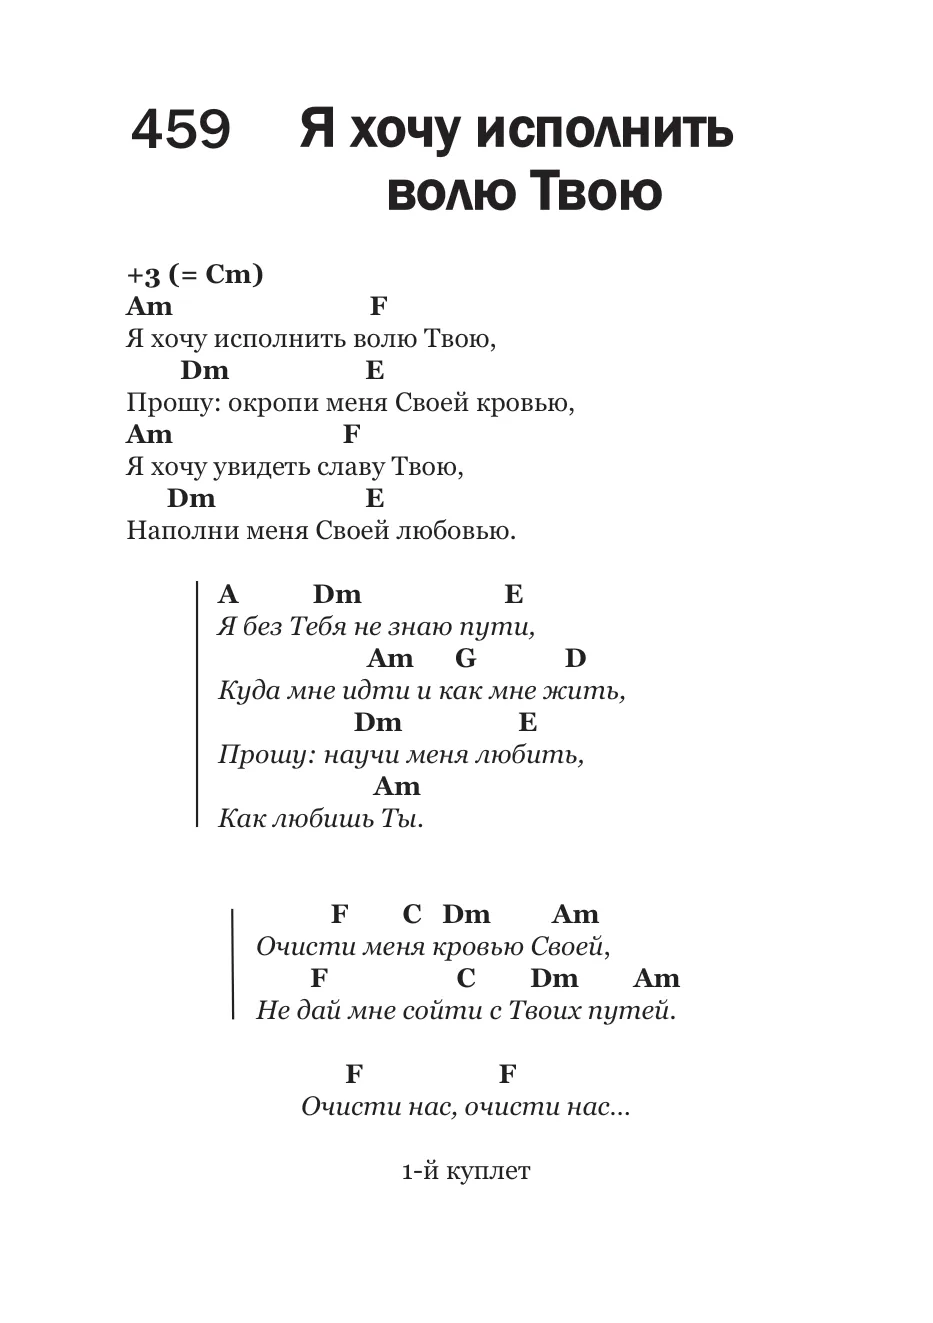 459 Я хочу исполнить
волю Твою
+3 (= Cm)
Am F
Я хочу исполнить волю Твою,
Dm E
Прошу: окропи меня Своей кровью,
Am F
Я хочу увидеть славу Твою,
Dm E
Наполни меня Своей любовью.
A Dm E
Я без Тебя не знаю пути,
Am G D
Куда мне идти и как мне жить,
Dm E
Прошу: научи меня любить,
Am
Как любишь Ты.
F C Dm Am
Очисти меня кровью Своей,
F C Dm Am
Не дай мне сойти с Твоих путей.
F F
Очисти нас, очисти нас...
1-й куплет